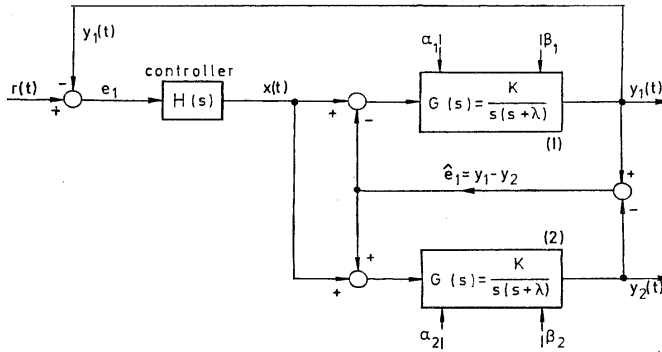 y₁(t)
α₁
β₁
controller
r(t)
−
+
e₁
H(s)
x(t)
+
−
G(s) = K / s(s+λ)
y₁(t)
(1)
ê₁ = y₁ − y₂
+
−
(2)
+
+
G(s) = K / s(s+λ)
y₂(t)
α₂
β₂